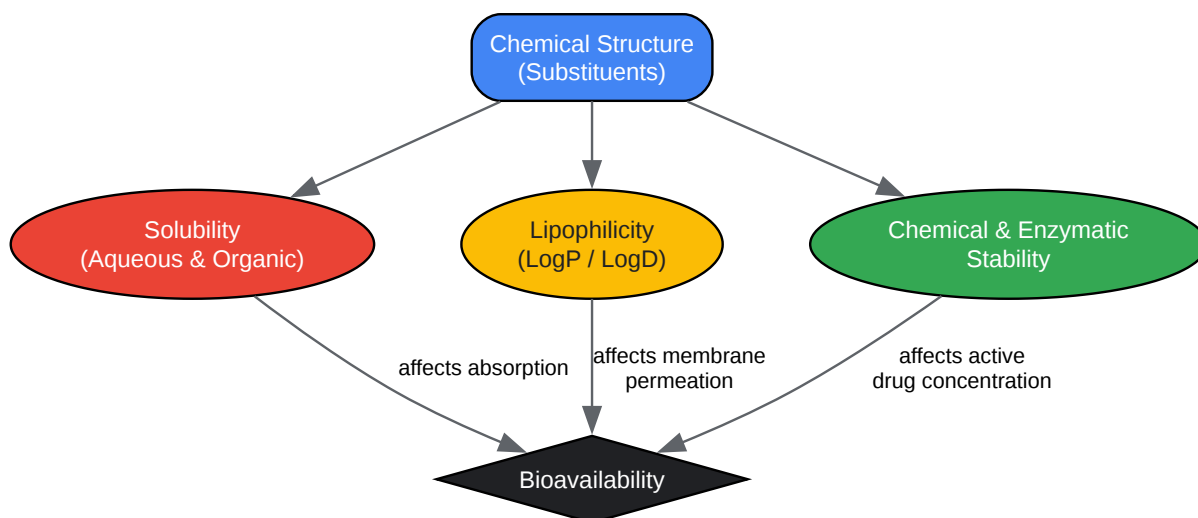 Chemical Structure
(Substituents)
Solubility
(Aqueous & Organic)
Lipophilicity
(LogP / LogD)
Chemical & Enzymatic
Stability
affects absorption
affects membrane
permeation
affects active
drug concentration
Bioavailability